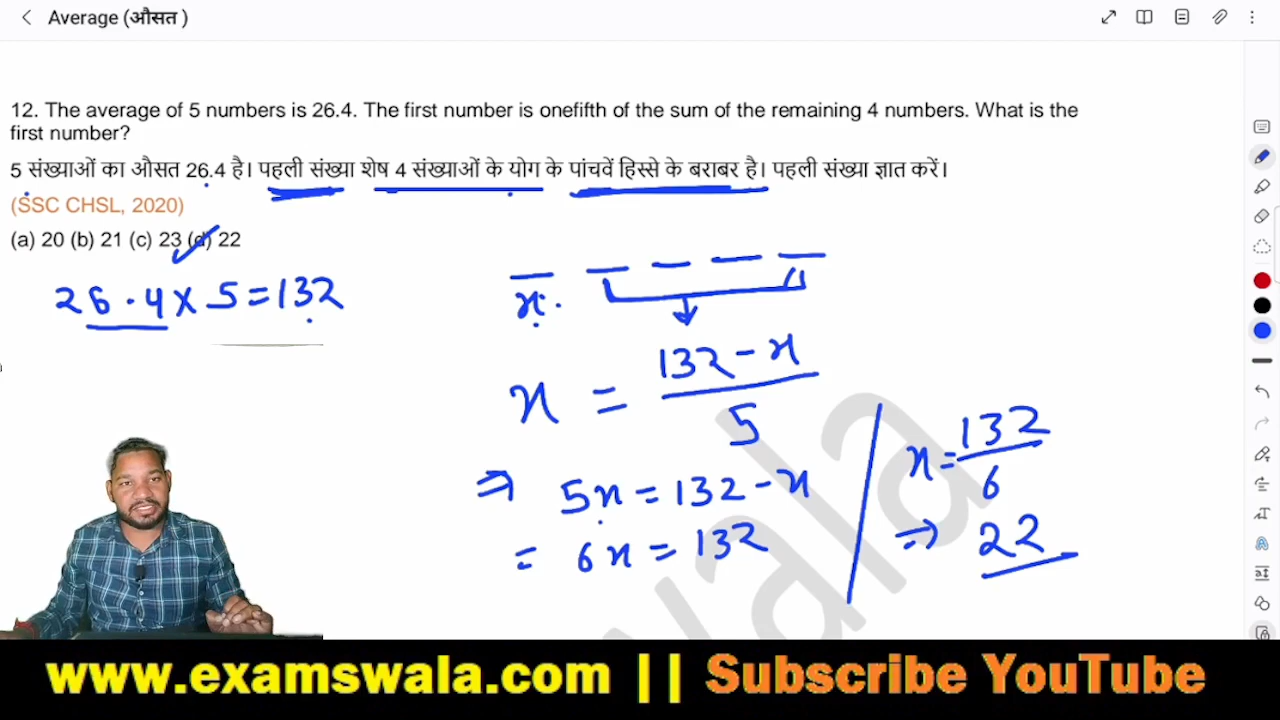 Average (औसत )
12. The average of 5 numbers is 26.4. The first number is onefifth of the sum of the remaining 4 numbers. What is the
first number?
5 संख्याओं का औसत 26.4 है। पहली संख्या शेष 4 संख्याओं के योग के पांचवें हिस्से के बराबर है। पहली संख्या ज्ञात करें।
(SSC CHSL, 2020)
(a) 20 (b) 21 (c) 23 (d) 22
26.4 x 5 = 132
x
x = 132 - x / 5
⇒ 5x = 132 - x
= 6x = 132
x = 132 / 6
⇒ 22
wala
www.examswala.com || Subscribe YouTube